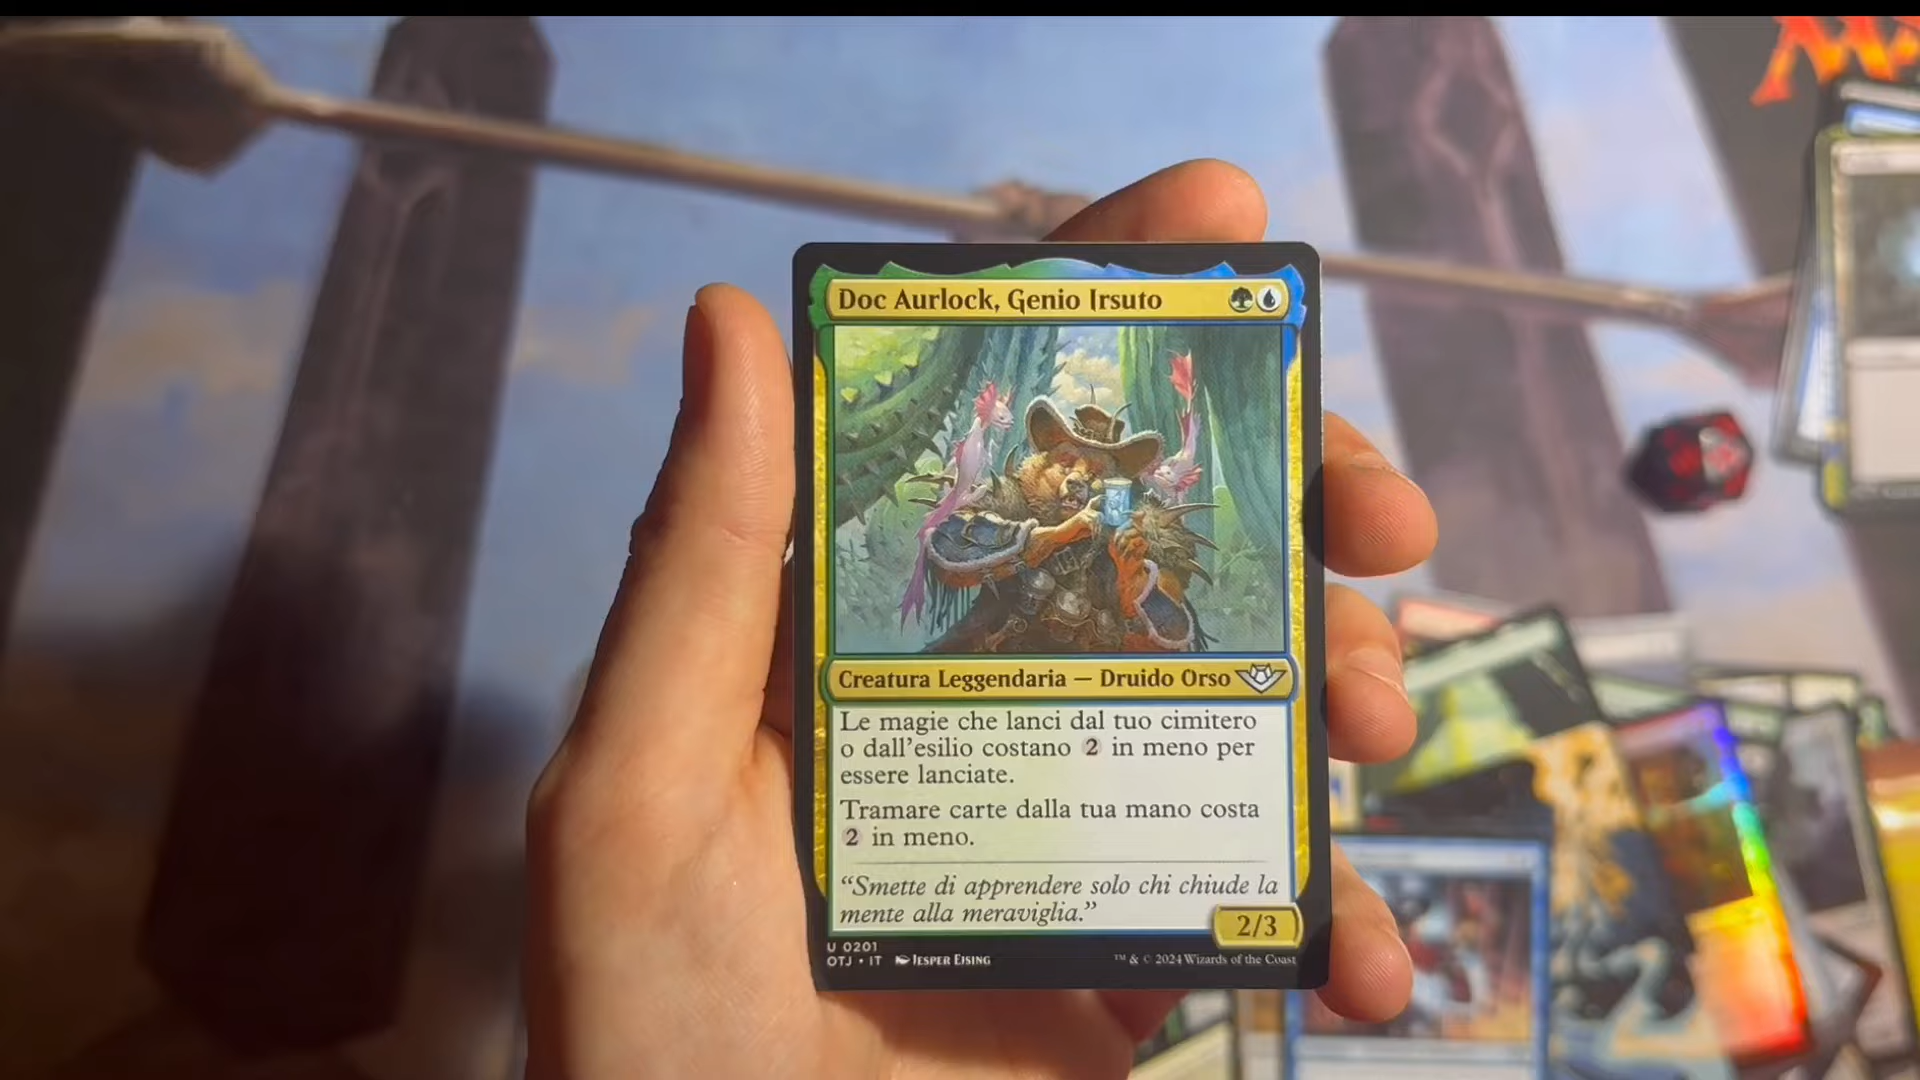 Doc Aurlock, Genio Irsuto
Creatura Leggendaria — Druido Orso
Le magie che lanci dal tuo cimitero
o dall'esilio costano 2 in meno per
essere lanciate.
Tramare carte dalla tua mano costa
2 in meno.
“Smette di apprendere solo chi chiude la
mente alla meraviglia.”
2/3
U 0201
OTJ • IT JESPER EISING
™ & © 2024 Wizards of the Coast